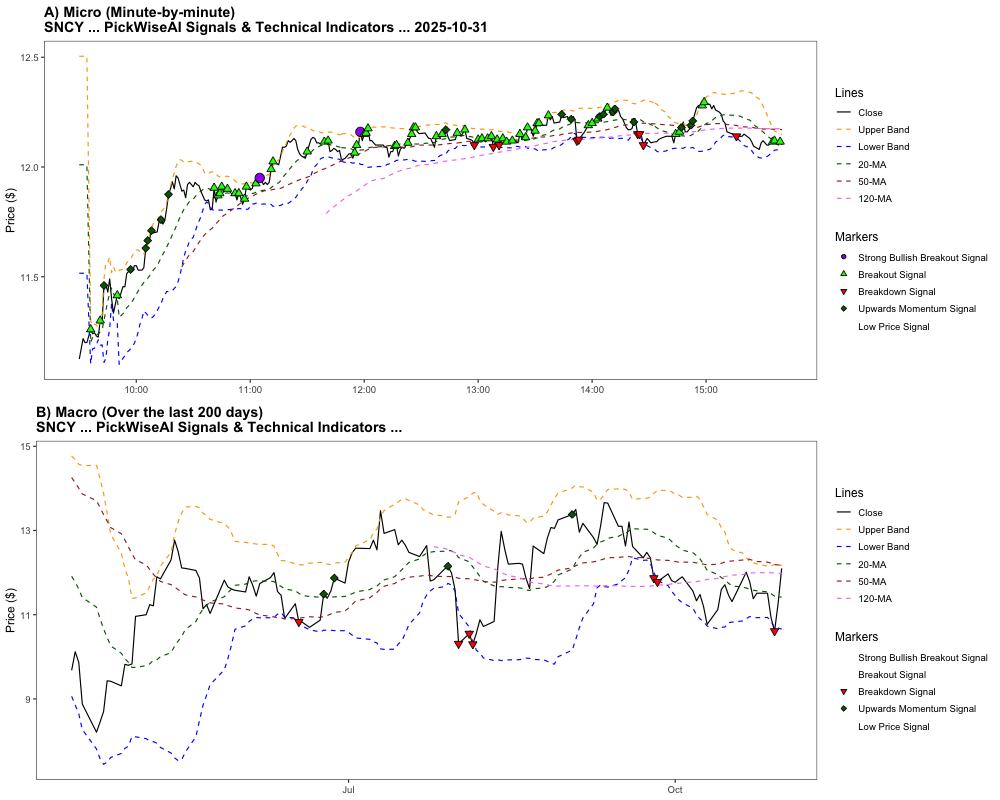 A) Micro (Minute-by-minute)
SNCY ... PickWiseAI Signals & Technical Indicators ... 2025-10-31
12.5
12.0
11.5
Price ($)
10:00
11:00
12:00
13:00
14:00
15:00
Lines
Close
Upper Band
Lower Band
20-MA
50-MA
120-MA
Markers
Strong Bullish Breakout Signal
Breakout Signal
Breakdown Signal
Upwards Momentum Signal
Low Price Signal
B) Macro (Over the last 200 days)
SNCY ... PickWiseAI Signals & Technical Indicators ...
15
13
11
9
Price ($)
Jul
Oct
Lines
Close
Upper Band
Lower Band
20-MA
50-MA
120-MA
Markers
Strong Bullish Breakout Signal
Breakout Signal
Breakdown Signal
Upwards Momentum Signal
Low Price Signal